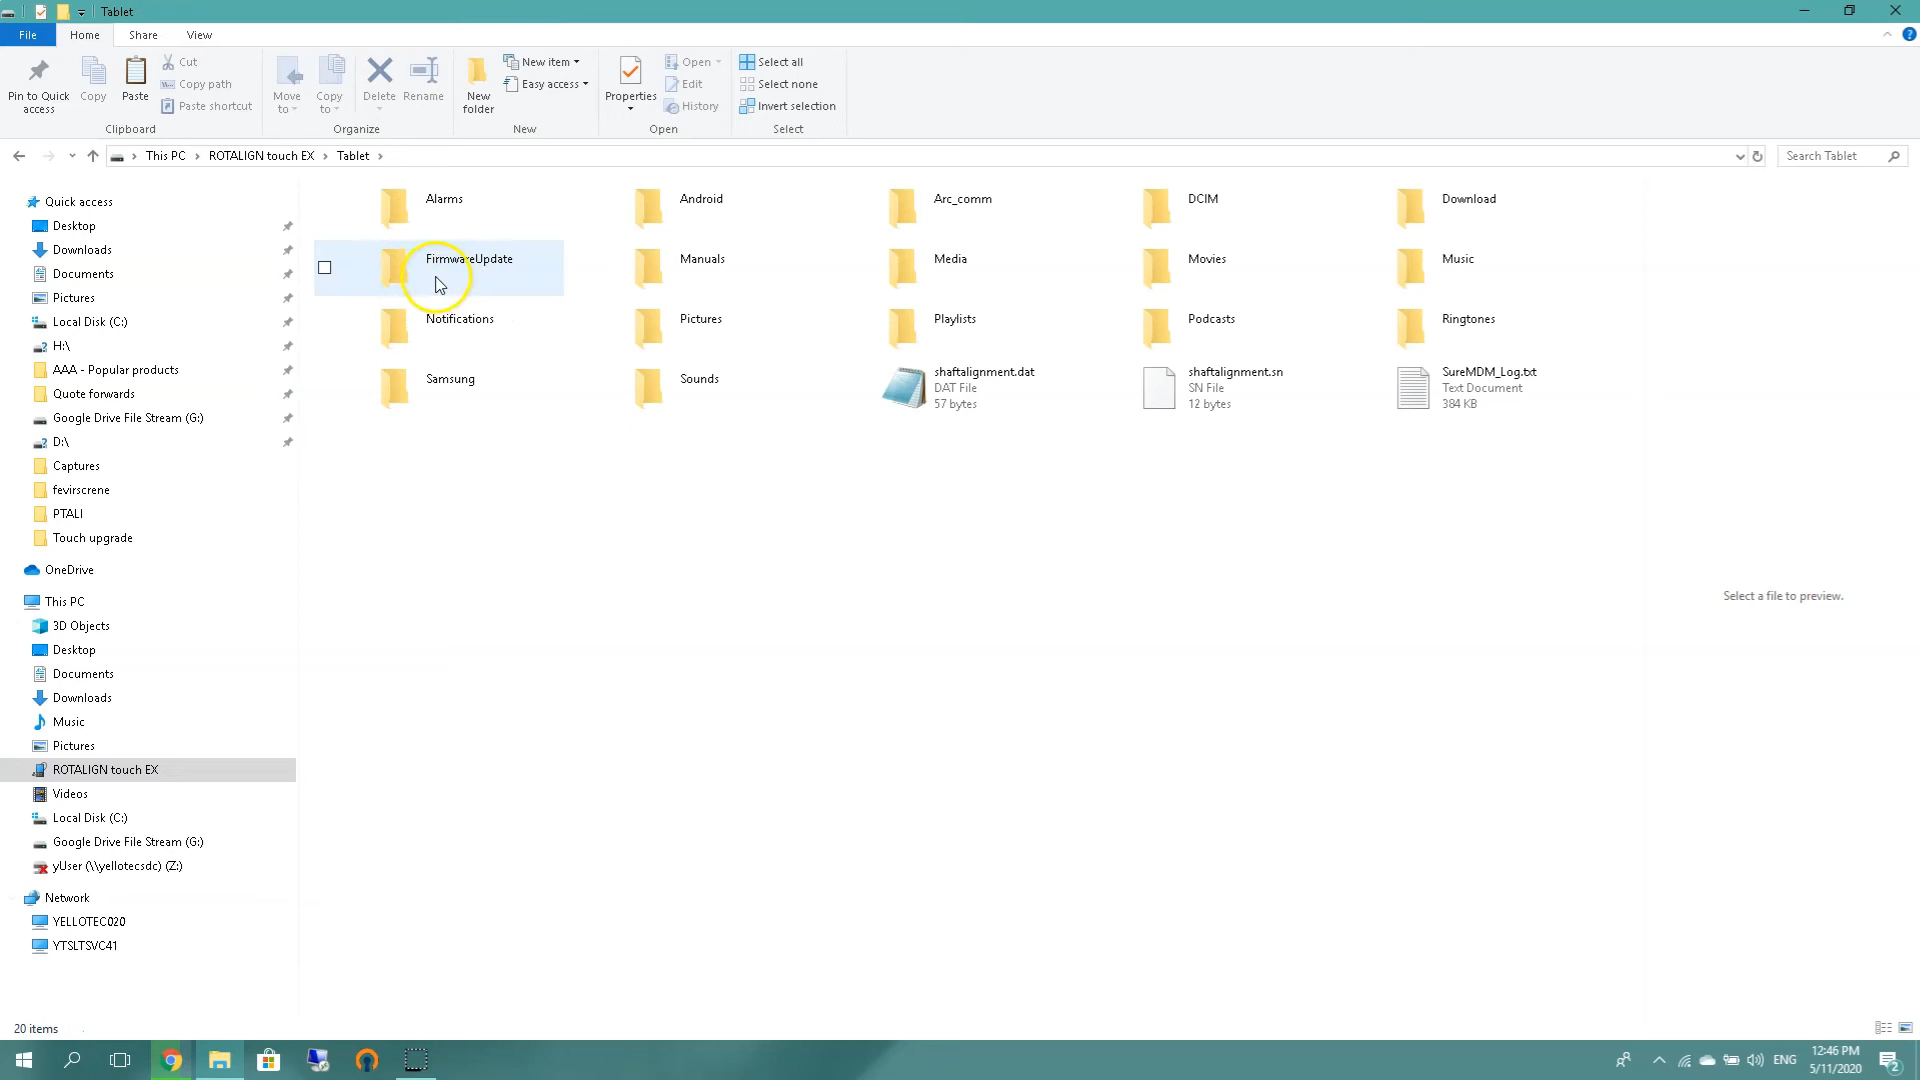 Tablet
File
Home
Share
View
Pin to Quick
access
Copy
Paste
Cut
Copy path
Paste shortcut
Clipboard
Move
to
Copy
to
Delete
Rename
Organize
New
folder
New item
Easy access
New
Properties
Open
Edit
History
Open
Select all
Select none
Invert selection
Select
This PC
ROTALIGN touch EX
Tablet
Search Tablet
Quick access
Desktop
Downloads
Documents
Pictures
Local Disk (C:)
H:\
AAA - Popular products
Quote forwards
Google Drive File Stream (G:)
D:\
Captures
fevirscrene
PTALI
Touch upgrade
OneDrive
This PC
3D Objects
Desktop
Documents
Downloads
Music
Pictures
ROTALIGN touch EX
Videos
Local Disk (C:)
Google Drive File Stream (G:)
yUser (\\yellotecsdc) (Z:)
Network
YELLOTEC020
YTSLTSVC41
Alarms
Android
Arc_comm
DCIM
Download
FirmwareUpdate
Manuals
Media
Movies
Music
Notifications
Pictures
Playlists
Podcasts
Ringtones
Samsung
Sounds
shaftalignment.dat
DAT File
57 bytes
shaftalignment.sn
SN File
12 bytes
SureMDM_Log.txt
Text Document
384 KB
Select a file to preview.
20 items
ENG
12:46 PM
5/11/2020
2